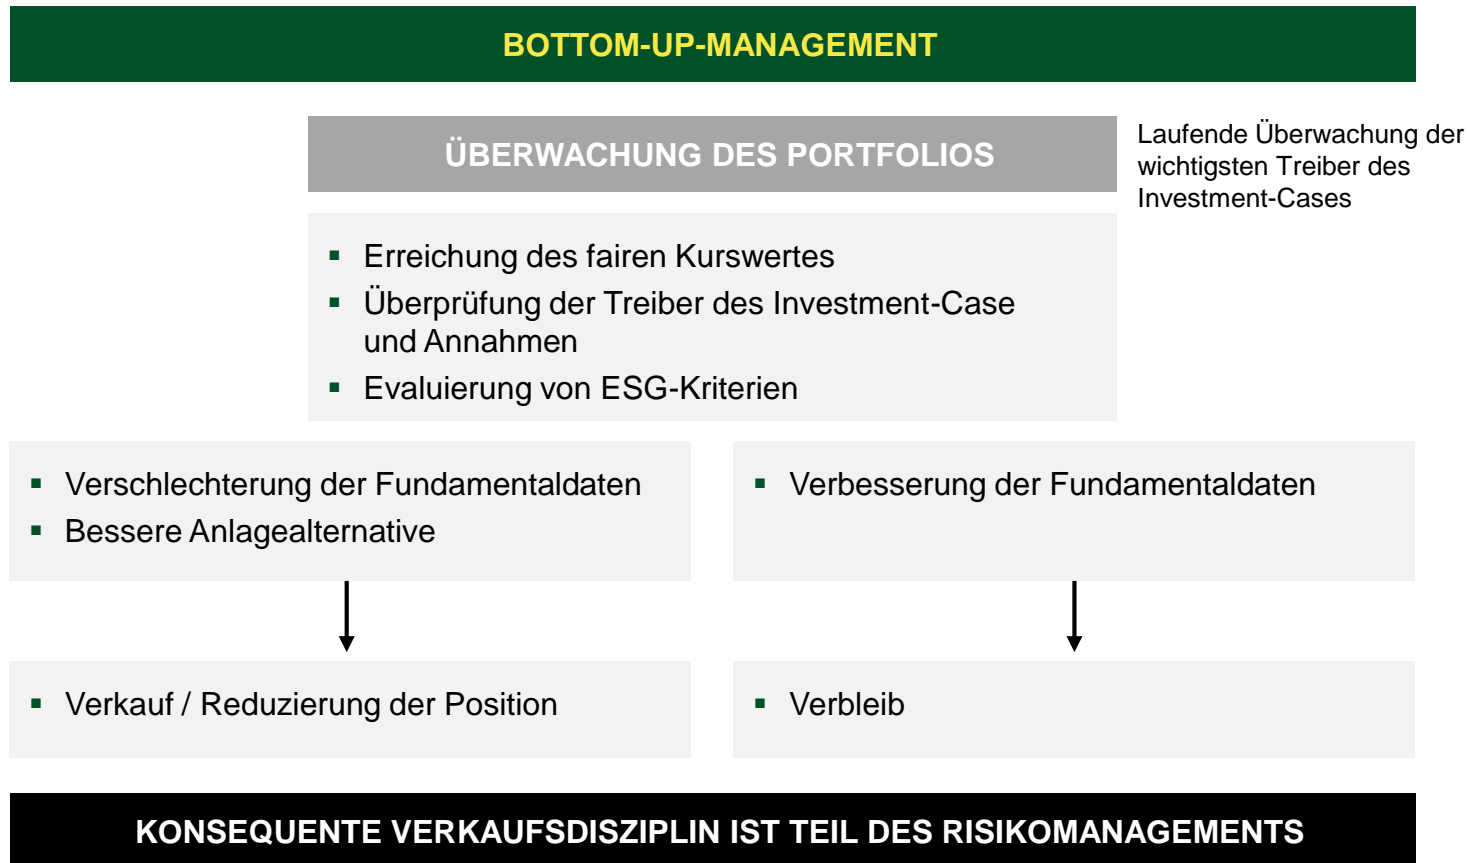 BOTTOM-UP-MANAGEMENT
ÜBERWACHUNG DES PORTFOLIOS
Laufende Überwachung der
wichtigsten Treiber des
Investment-Cases
▪ Erreichung des fairen Kurswertes
▪ Überprüfung der Treiber des Investment-Case
und Annahmen
▪ Evaluierung von ESG-Kriterien
▪ Verschlechterung der Fundamentaldaten
▪ Bessere Anlagealternative
▪ Verbesserung der Fundamentaldaten
▪ Verkauf / Reduzierung der Position
▪ Verbleib
KONSEQUENTE VERKAUFSDISZIPLIN IST TEIL DES RISIKOMANAGEMENTS